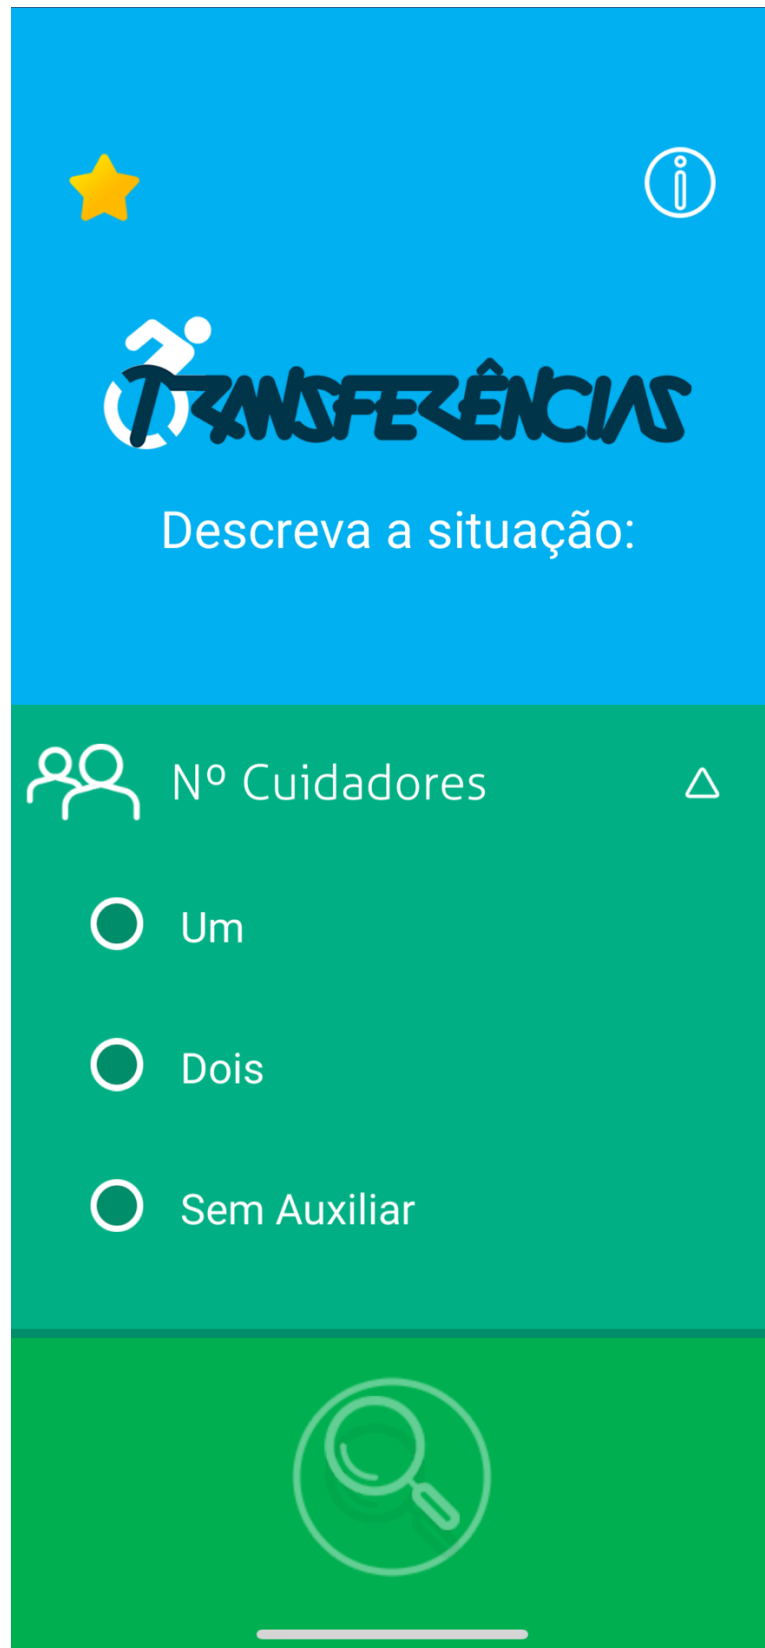 TRANSFERÊNCIAS
Descreva a situação:
Nº Cuidadores
Um
Dois
Sem Auxiliar